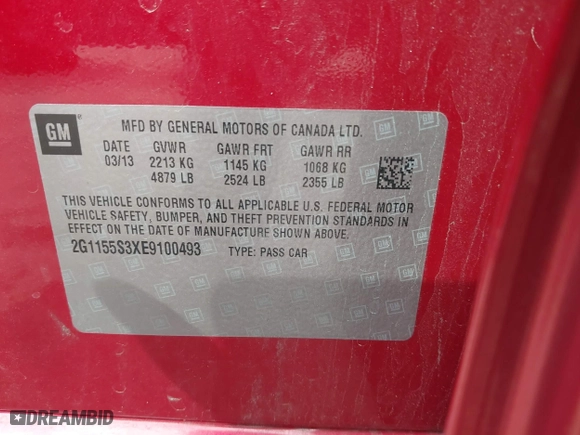 GM
MFD BY GENERAL MOTORS OF CANADA LTD.
DATE GVWR GAWR FRT GAWR RR
03/13 2213 KG 1145 KG 1068 KG
4879 LB 2524 LB 2355 LB
THIS VEHICLE CONFORMS TO ALL APPLICABLE U.S. FEDERAL MOTOR
VEHICLE SAFETY, BUMPER, AND THEFT PREVENTION STANDARDS IN
EFFECT ON THE DATE OF MANUFACTURE SHOWN ABOVE.
2G1155S3XE9100493 TYPE: PASS CAR
DREAMBID